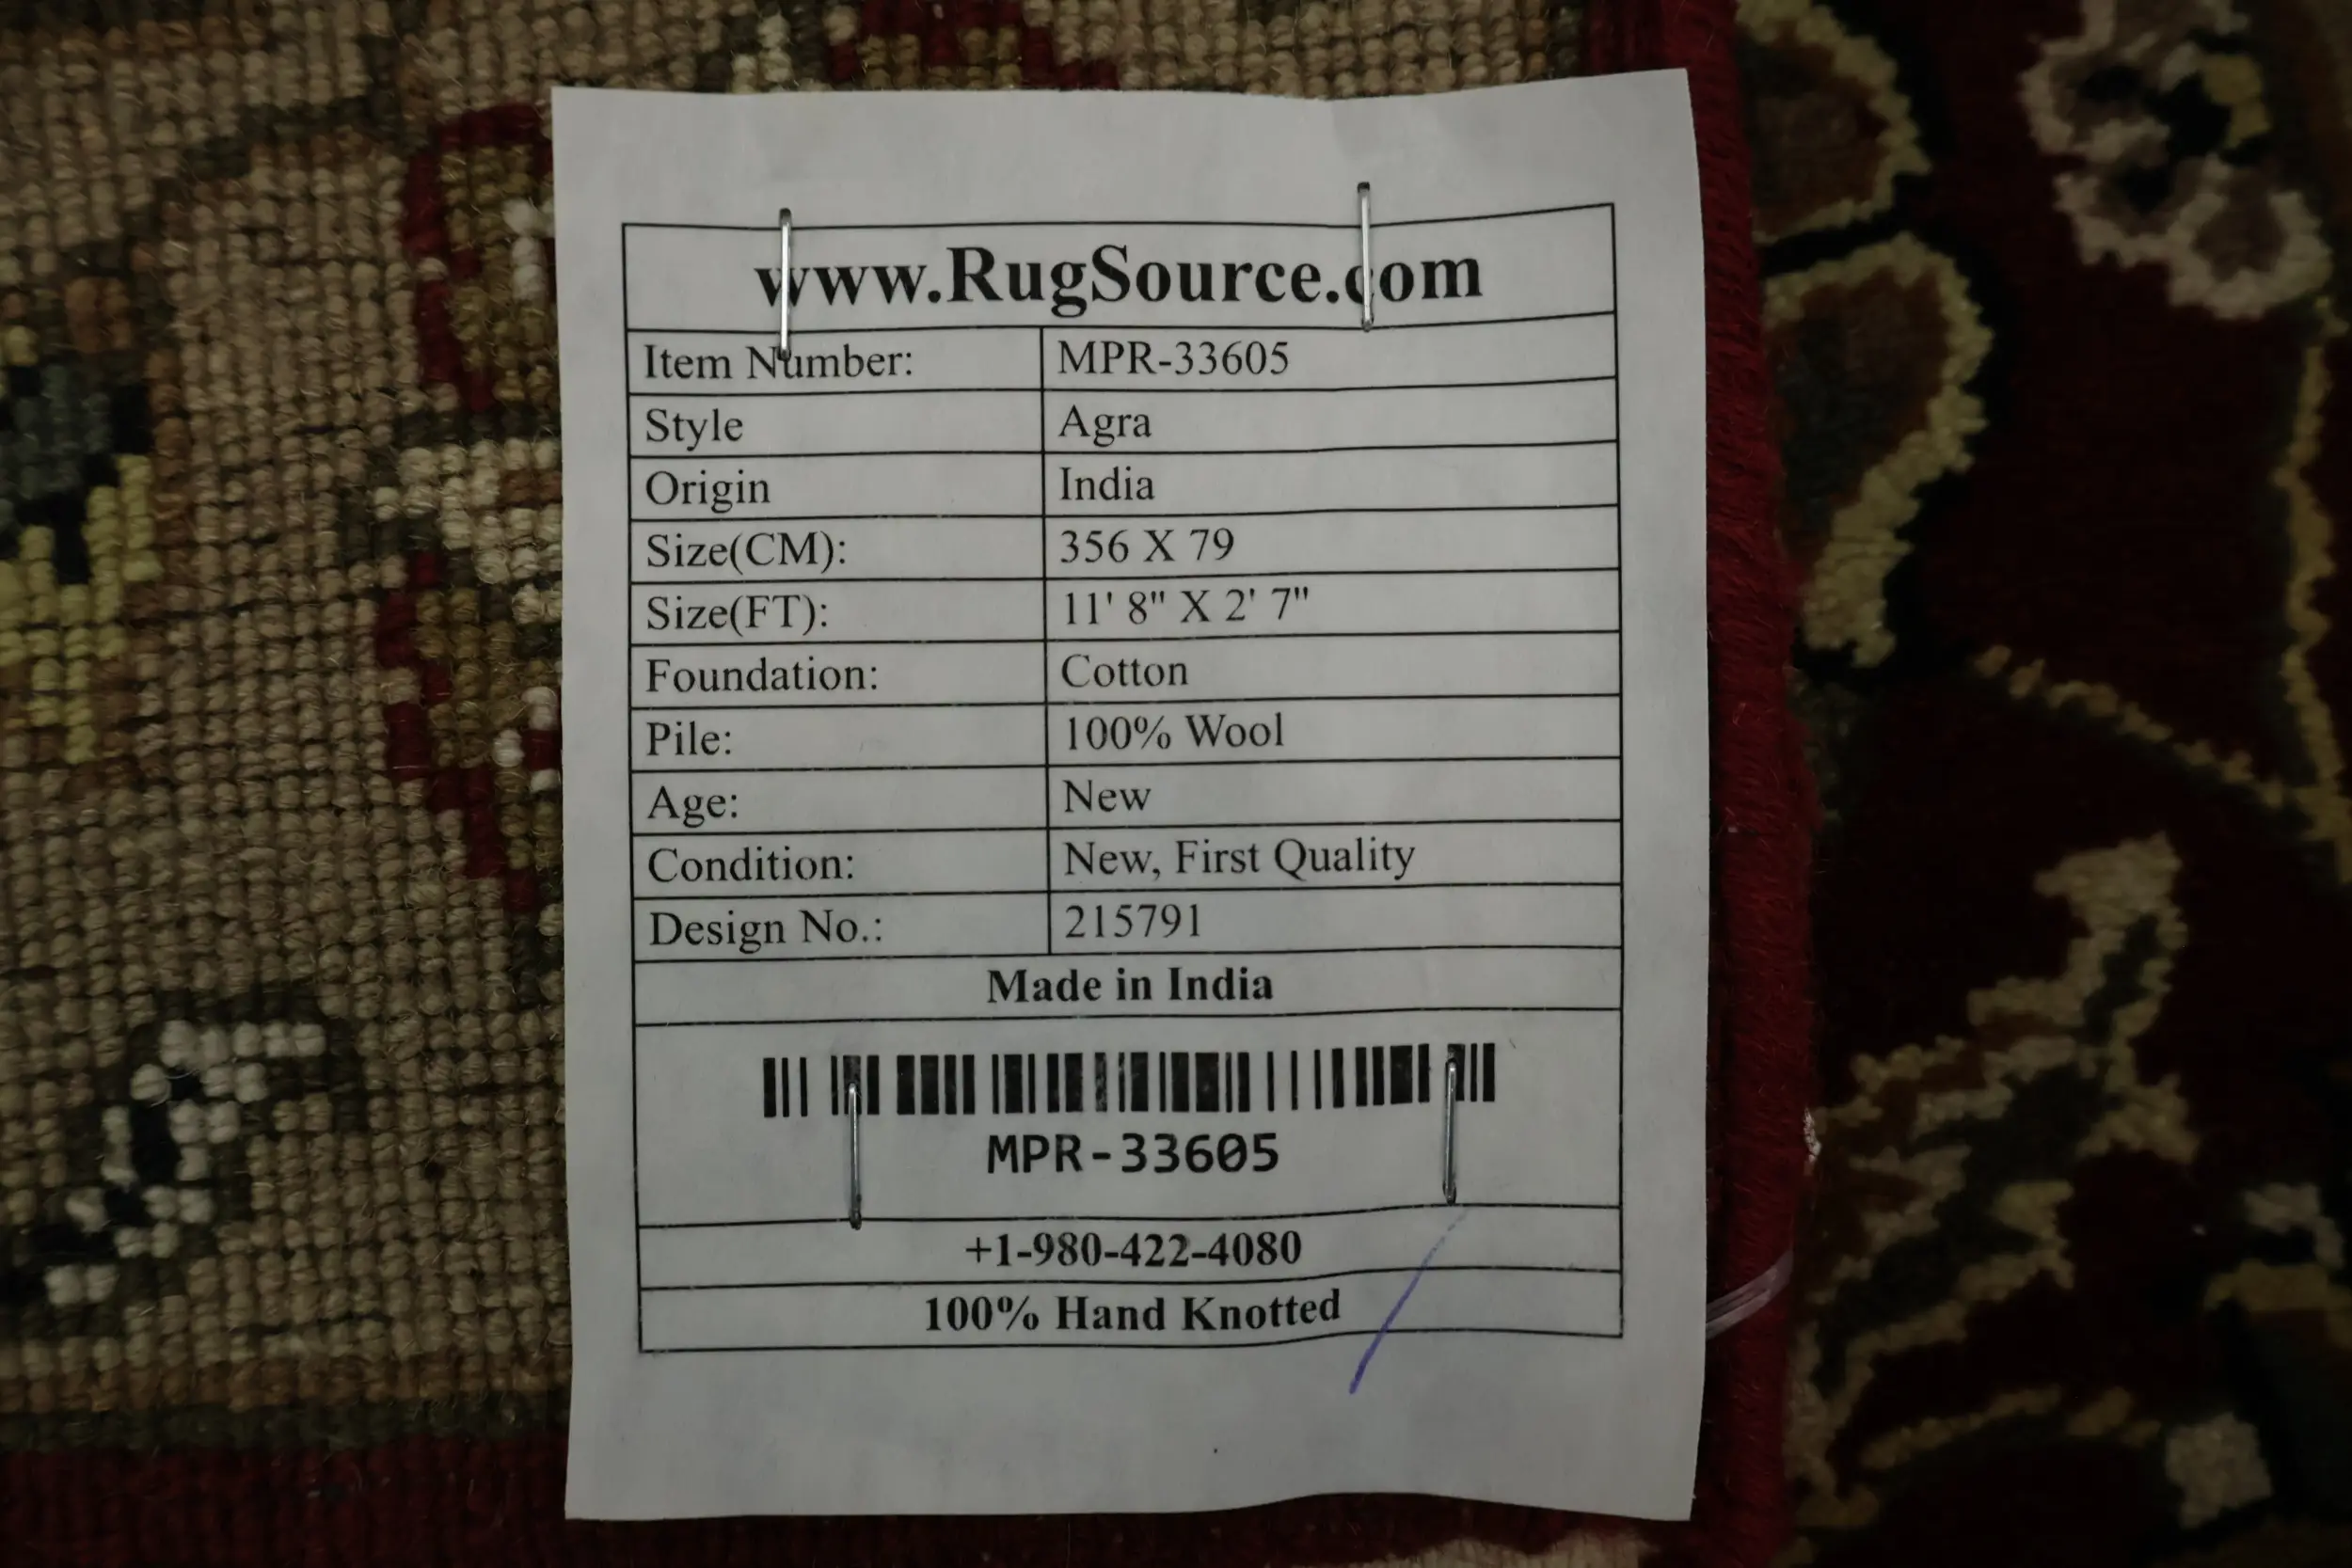 www.RugSource.com
Item Number: MPR-33605
Style Agra
Origin India
Size(CM): 356 X 79
Size(FT): 11' 8" X 2' 7"
Foundation: Cotton
Pile: 100% Wool
Age: New
Condition: New, First Quality
Design No.: 215791
Made in India
MPR-33605
+1-980-422-4080
100% Hand Knotted